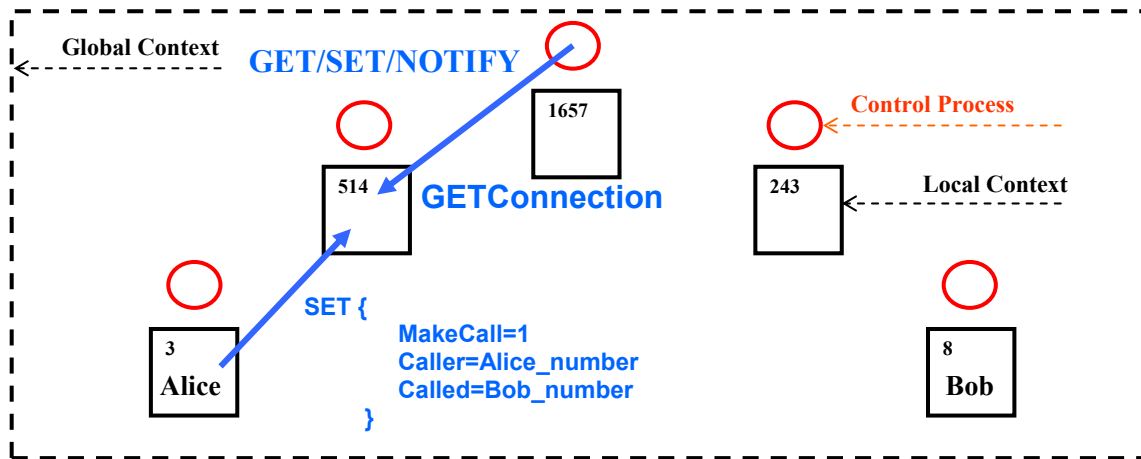 Global Context
GET/SET/NOTIFY
1657
Control Process
514
GETConnection
243
Local Context
SET {
MakeCall=1
Caller=Alice_number
Called=Bob_number
}
3
Alice
8
Bob